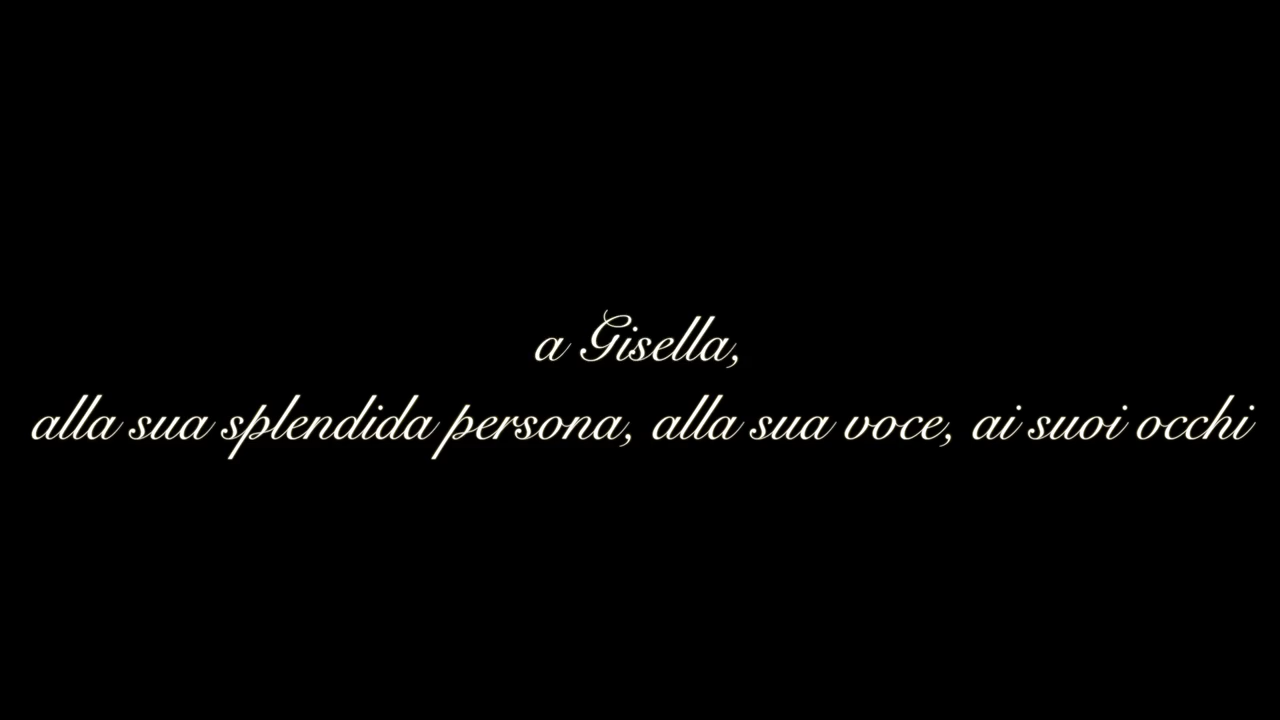 a Gisella,
alla sua splendida persona, alla sua voce, ai suoi occhi